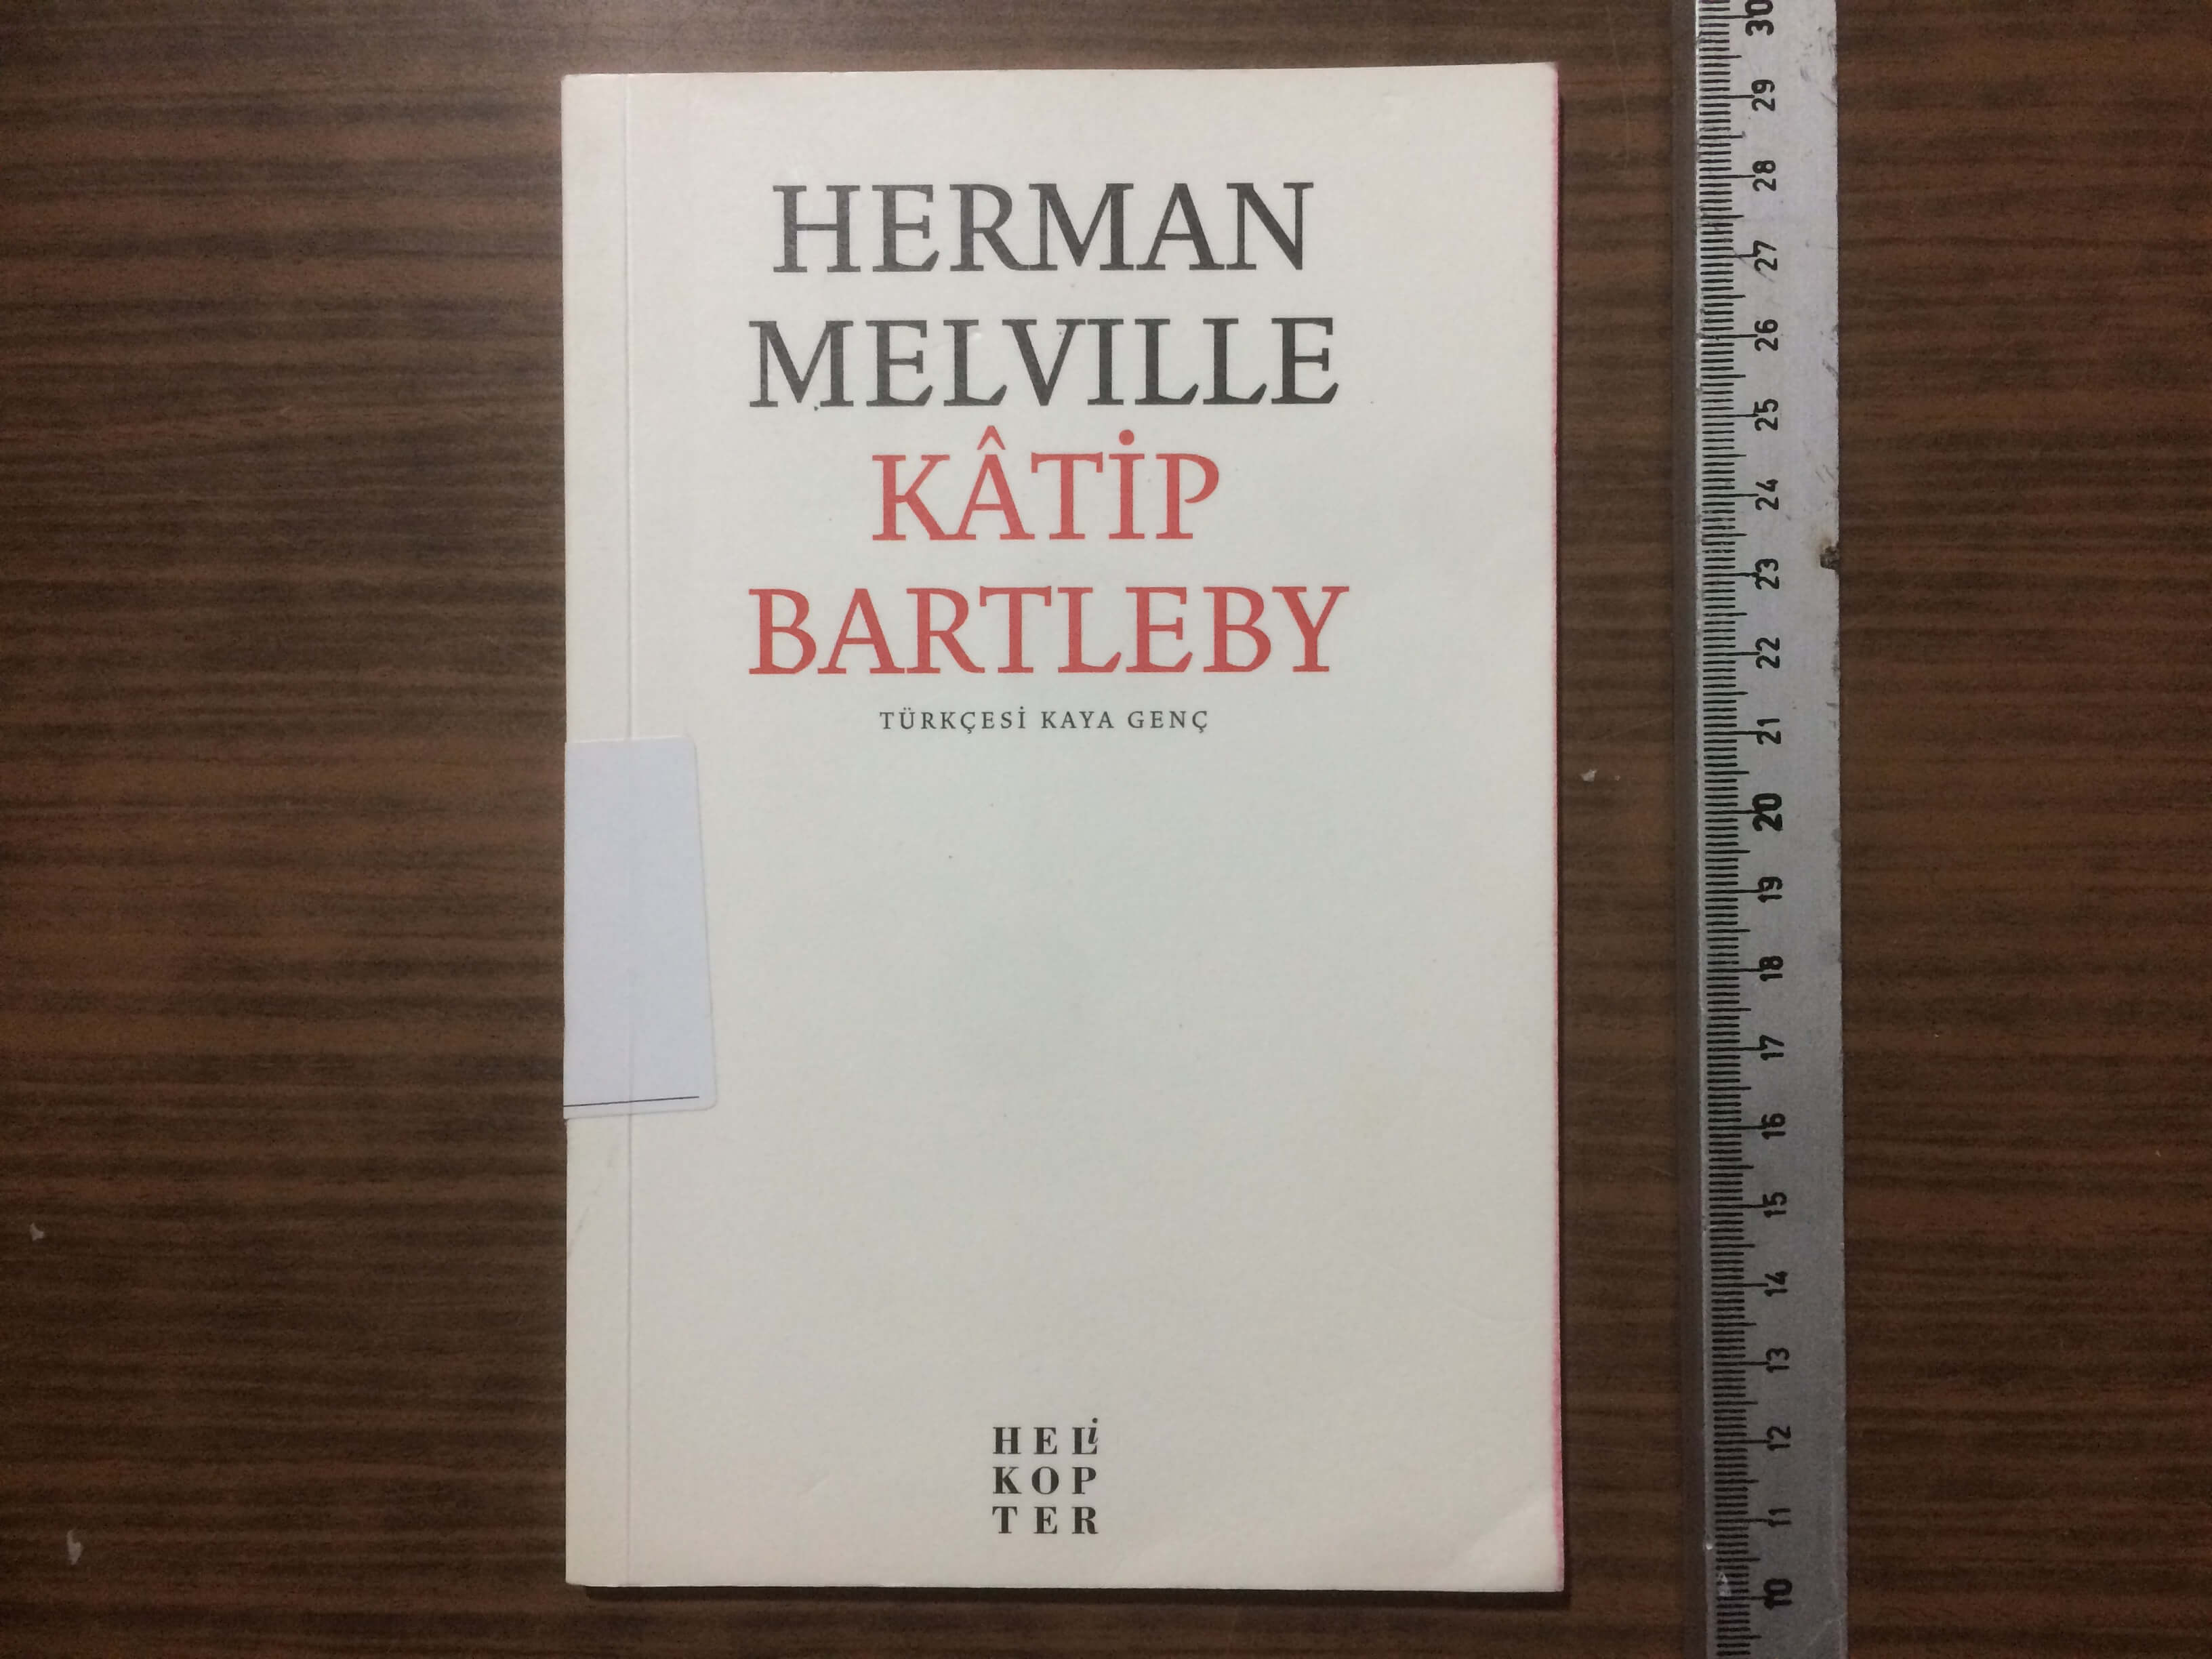 HERMAN
MELVILLE
KÂTİP
BARTLEBY
TÜRKÇESİ KAYA GENÇ
HELİ
KOP
TER
30
29
28
27
26
25
24
23
22
21
20
19
18
17
16
15
14
13
12
11
10